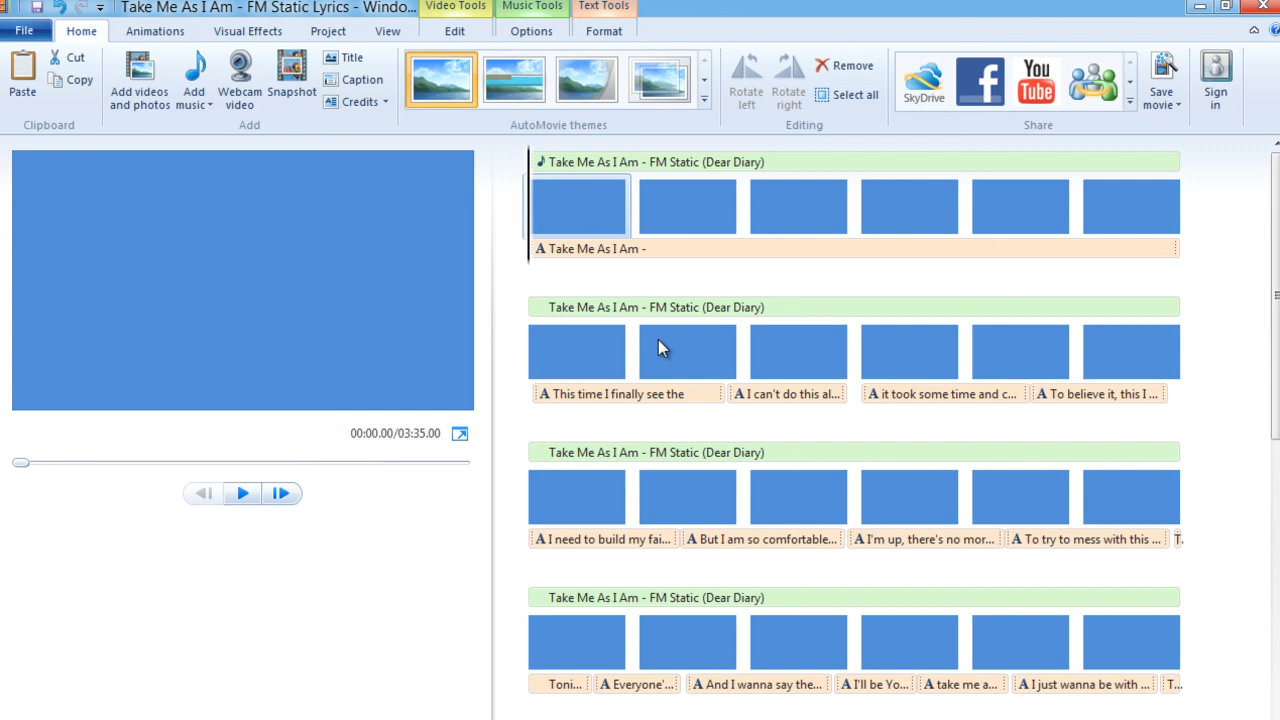 Take Me As I Am - FM Static Lyrics - Windo...
Video Tools
Music Tools
Text Tools
File
Home
Animations
Visual Effects
Project
View
Edit
Options
Format
Paste
Cut
Copy
Clipboard
Add videos and photos
Add music
Webcam video
Snapshot
Title
Caption
Credits
Add
AutoMovie themes
Rotate left
Rotate right
Remove
Select all
Editing
SkyDrive
You Tube
Share
Save movie
Sign in
Take Me As I Am - FM Static (Dear Diary)
A Take Me As I Am -
Take Me As I Am - FM Static (Dear Diary)
A This time I finally see the
A I can't do this al...
A it took some time and c...
A To believe it, this I ...
00:00.00/03:35.00
Take Me As I Am - FM Static (Dear Diary)
A I need to build my fai...
A But I am so comfortable...
A I'm up, there's no mor...
A To try to mess with this ...
T.
Take Me As I Am - FM Static (Dear Diary)
Toni...
A Everyone'...
A And I wanna say the...
A I'll be Yo...
A take me a...
A I just wanna be with ...
T...